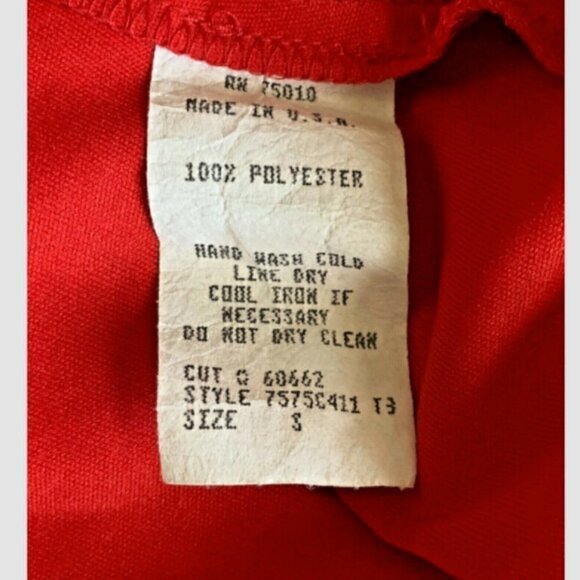 RN 75010
MADE IN U.S.A.
100% POLYESTER
HAND WASH COLD
LINE DRY
COOL IRON IF
NECESSARY
DO NOT DRY CLEAN
CUT @ 60662
STYLE 7575C411 T3
SIZE S